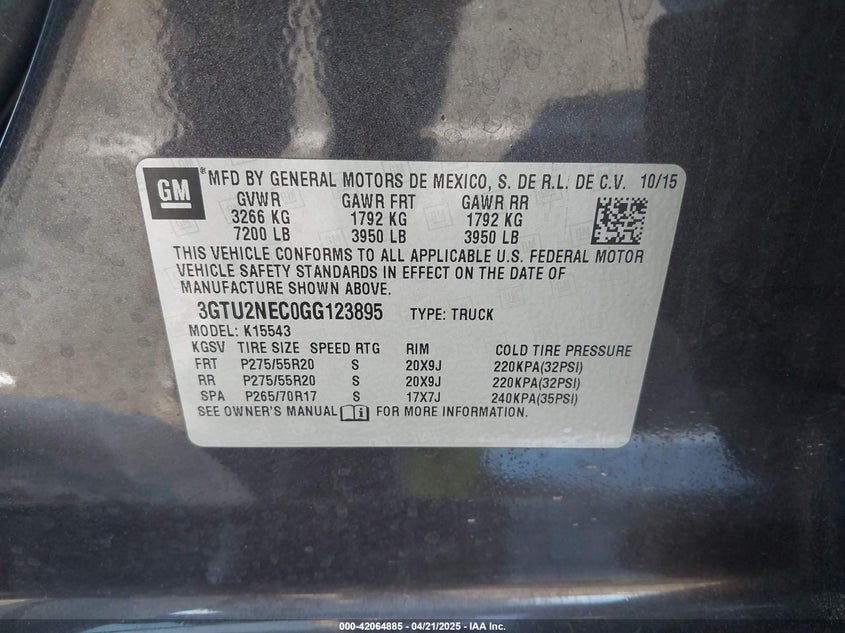 GM ® MFD BY GENERAL MOTORS DE MEXICO, S. DE R.L. DE C.V. 10/15
GVWR GAWR FRT GAWR RR
3266 KG 1792 KG 1792 KG
7200 LB 3950 LB 3950 LB
THIS VEHICLE CONFORMS TO ALL APPLICABLE U.S. FEDERAL MOTOR
VEHICLE SAFETY STANDARDS IN EFFECT ON THE DATE OF
MANUFACTURE SHOWN ABOVE.
3GTU2NEC0GG123895 TYPE: TRUCK
MODEL: K15543
KGSV TIRE SIZE SPEED RTG RIM COLD TIRE PRESSURE
FRT P275/55R20 S 20X9J 220KPA(32PSI)
RR P275/55R20 S 20X9J 220KPA(32PSI)
SPA P265/70R17 S 17X7J 240KPA(35PSI)
SEE OWNER'S MANUAL FOR MORE INFORMATION.
000-42064885 - 04/21/2025 - IAA Inc.